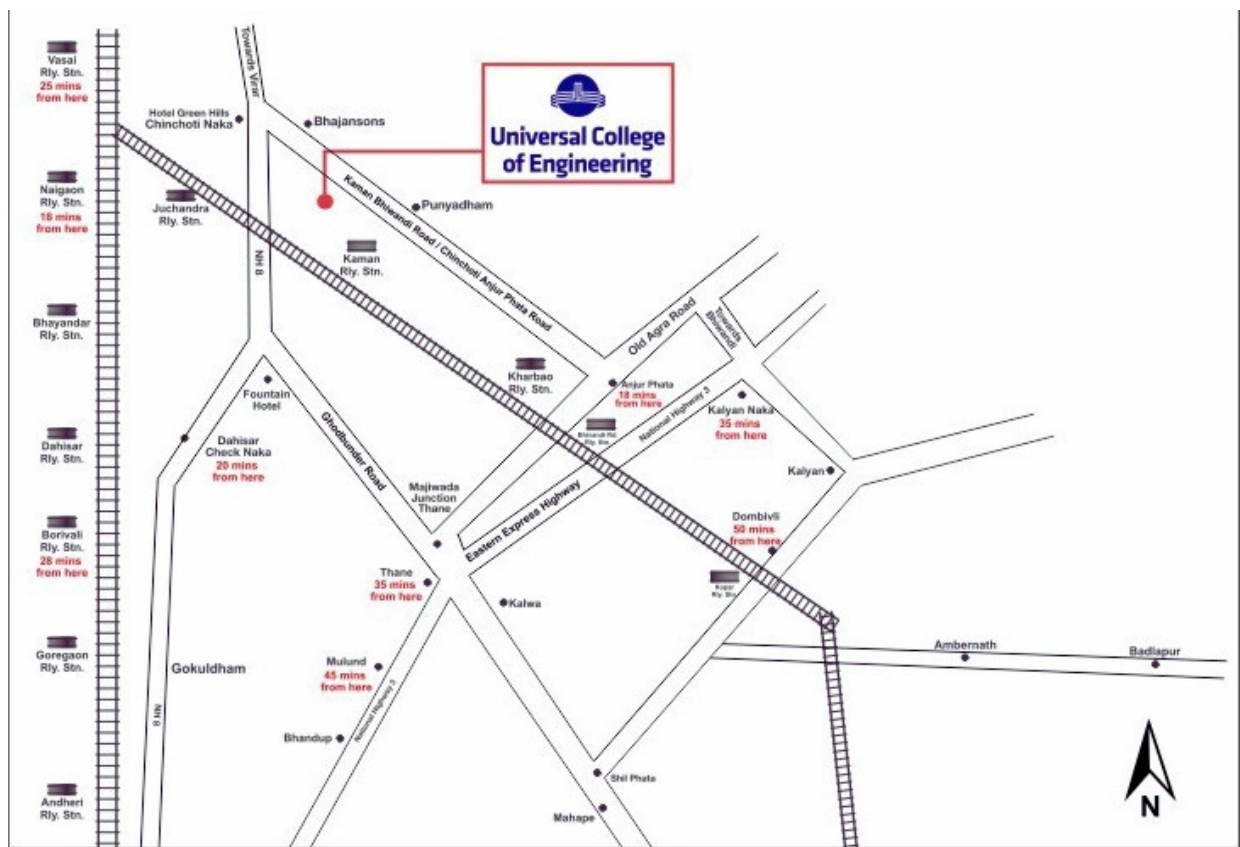 Vasai
Rly. Stn.
25 mins
from here
Towards Virar
Hotel Green Hills
Chinchoti Naka
Bhajansons
Universal College
of Engineering
Naigaon
Rly. Stn.
18 mins
from here
Juchandra
Rly. Stn.
Punyadham
Kaman Bhiwandi Road / Chinchoti Anjur Phata Road
Kaman
Rly. Stn.
NH 8
Bhayandar
Rly. Stn.
Old Agra Road
Towards
Bhiwandi
Kharbao
Rly. Stn.
Anjur Phata
18 mins
from here
Fountain
Hotel
National Highway 3
Kalyan Naka
35 mins
from here
Ghodbunder Road
Rly. Stn.
Dahisar
Rly. Stn.
Dahisar
Check Naka
20 mins
from here
Kalyan
Majiwada
Junction
Thane
Eastern Express Highway
Dombivli
50 mins
from here
Borivali
Rly. Stn.
28 mins
from here
Thane
35 mins
from here
Kopar
Rly. Stn.
Kalwa
Goregaon
Rly. Stn.
Gokuldham
Mulund
45 mins
from here
Ambernath
Badlapur
National Highway 3
NH 8
Bhandup
Shil Phata
Andheri
Rly. Stn.
Mahape
N